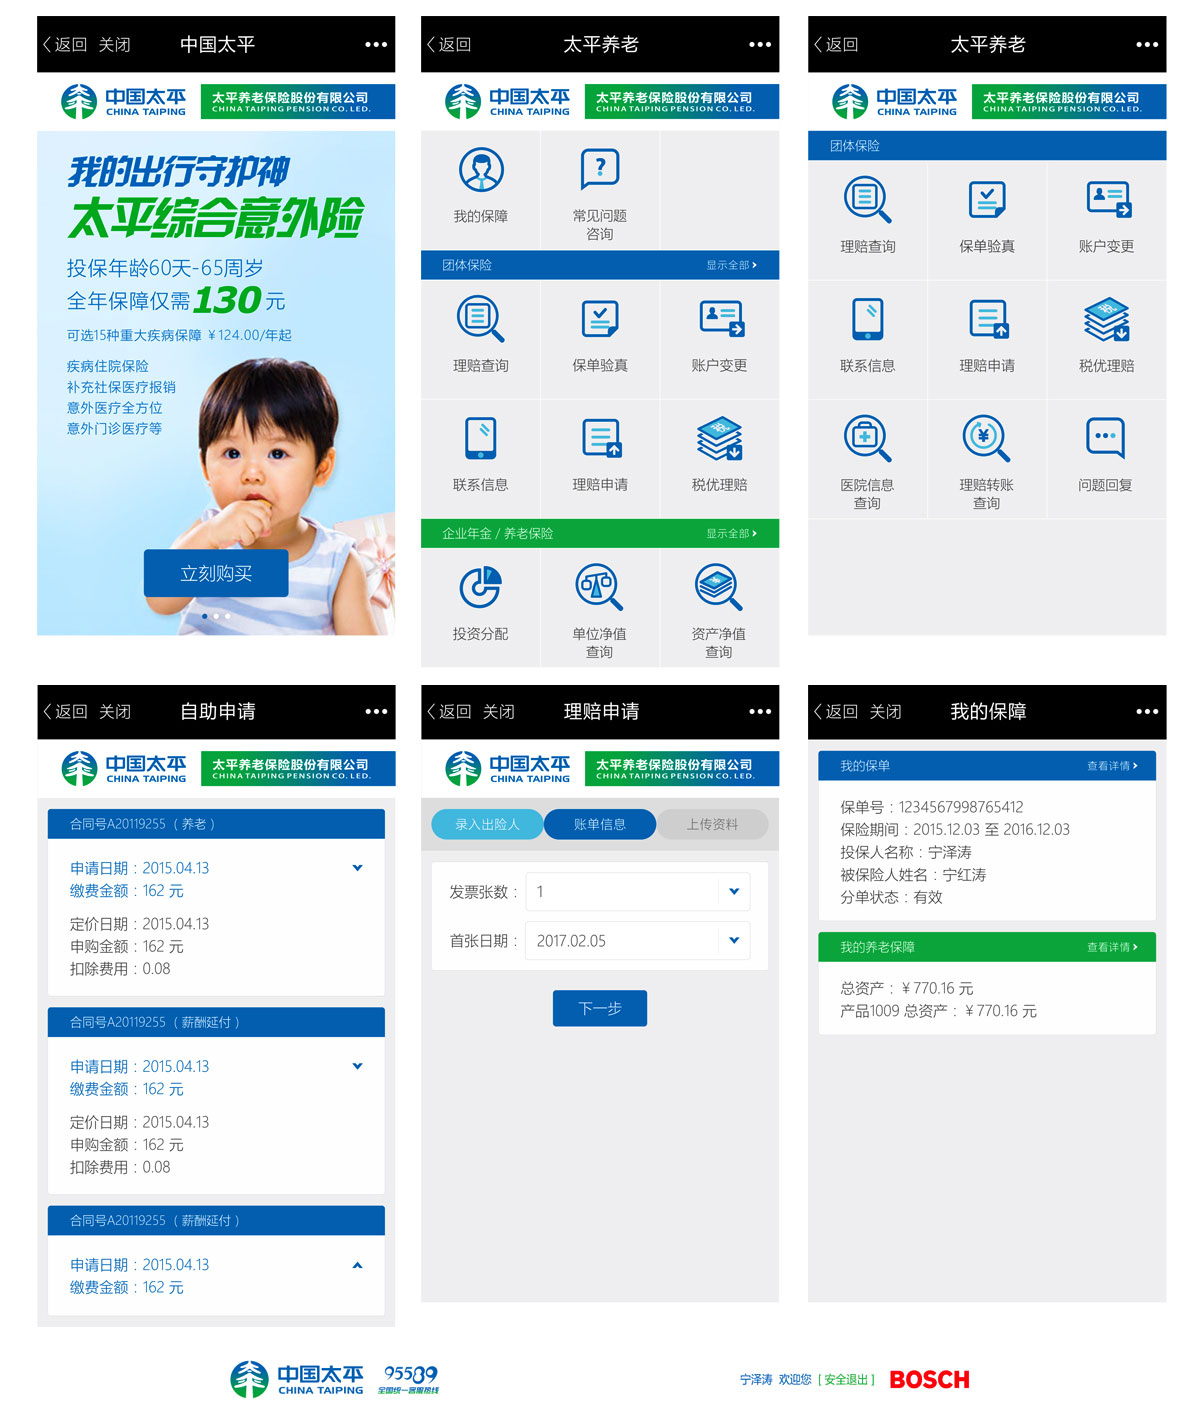 返回 关闭 中国太平
中国太平
CHINA TAIPING
太平养老保险股份有限公司
CHINA TAIPING PENSION CO. LED.
我的出行守护神
太平综合意外险
投保年龄60天-65周岁
全年保障仅需130元
可选15种重大疾病保障 ￥124.00/年起
疾病住院保险
补充社保医疗报销
意外医疗全方位
意外门诊医疗等
立刻购买
返回 太平养老
中国太平
CHINA TAIPING
太平养老保险股份有限公司
CHINA TAIPING PENSION CO. LED.
我的保障
常见问题
咨询
团体保险 显示全部
理赔查询 保单验真 账户变更
联系信息 理赔申请 税优理赔
企业年金 / 养老保险 显示全部
投资分配
单位净值
查询
资产净值
查询
返回 太平养老
中国太平
CHINA TAIPING
太平养老保险股份有限公司
CHINA TAIPING PENSION CO. LED.
团体保险
理赔查询 保单验真 账户变更
联系信息 理赔申请 税优理赔
医院信息
查询
理赔转账
查询
问题回复
返回 关闭 自助申请
中国太平
CHINA TAIPING
太平养老保险股份有限公司
CHINA TAIPING PENSION CO. LED.
合同号A20119255 （养老）
申请日期：2015.04.13
缴费金额：162 元
定价日期：2015.04.13
申购金额：162 元
扣除费用：0.08
合同号A20119255 （薪酬延付）
申请日期：2015.04.13
缴费金额：162 元
定价日期：2015.04.13
申购金额：162 元
扣除费用：0.08
合同号A20119255 （薪酬延付）
申请日期：2015.04.13
缴费金额：162 元
返回 关闭 理赔申请
中国太平
CHINA TAIPING
太平养老保险股份有限公司
CHINA TAIPING PENSION CO. LED.
录入出险人 账单信息 上传资料
发票张数： 1
首张日期： 2017.02.05
下一步
返回 关闭 我的保障
我的保单 查看详情
保单号：1234567998765412
保险期间：2015.12.03 至 2016.12.03
投保人名称：宁泽涛
被保险人姓名：宁红涛
分单状态：有效
我的养老保障 查看详情
总资产：￥770.16 元
产品1009 总资产：￥770.16 元
中国太平
CHINA TAIPING
95589
全国统一客服热线
宁泽涛 欢迎您 [ 安全退出 ] BOSCH